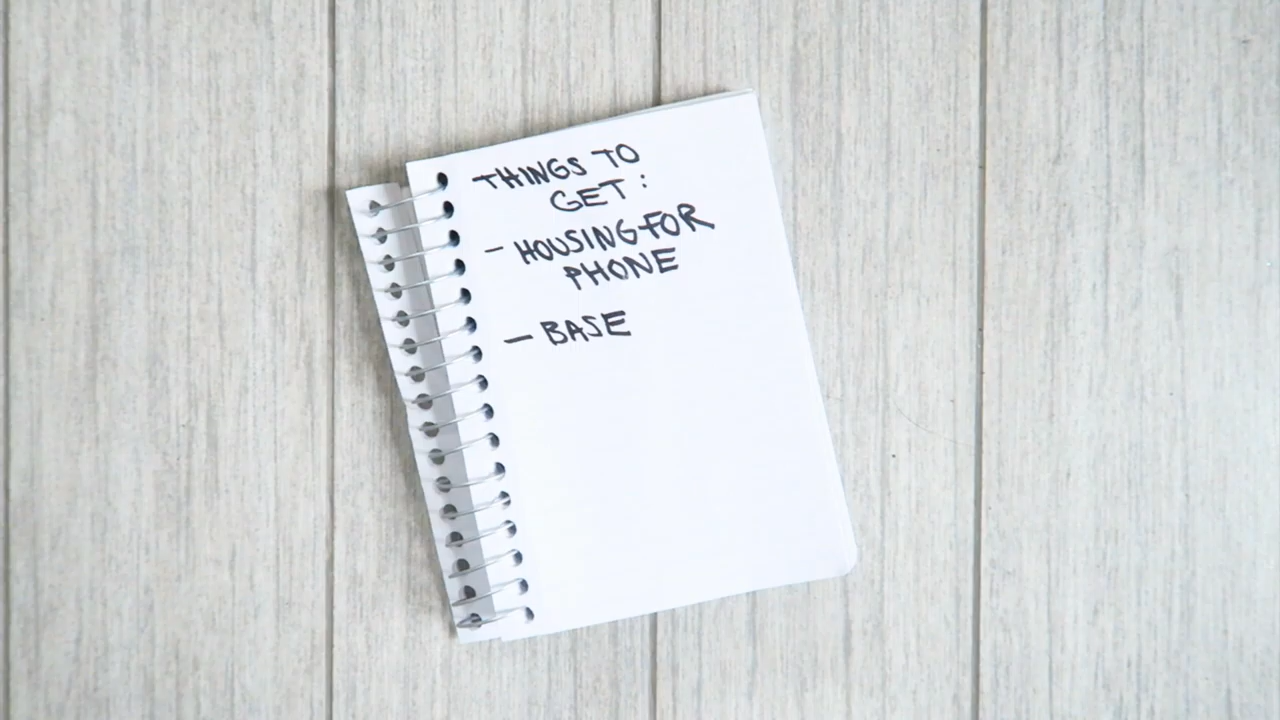 THINGS TO
GET:
- HOUSING FOR
PHONE
- BASE